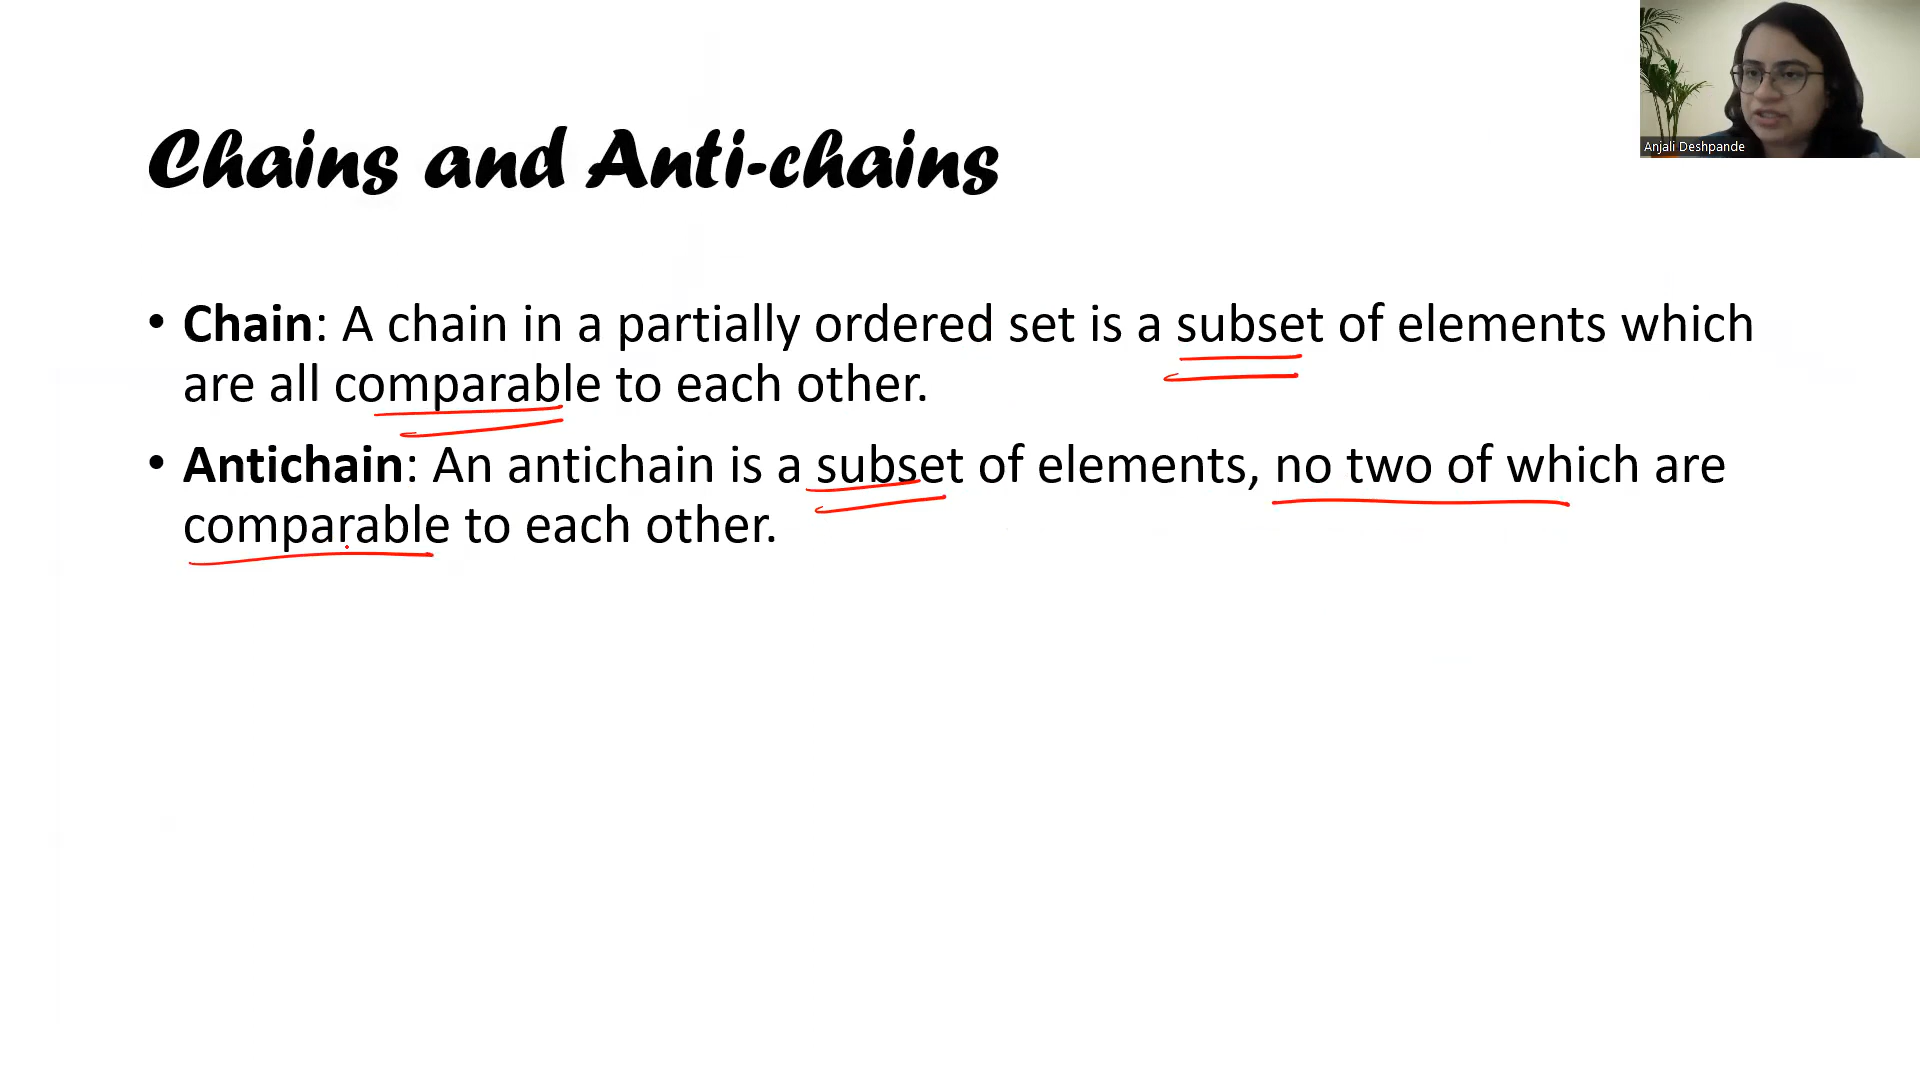 Anjali Deshpande
Chains and Anti-chains
• Chain: A chain in a partially ordered set is a subset of elements which
are all comparable to each other.
• Antichain: An antichain is a subset of elements, no two of which are
comparable to each other.